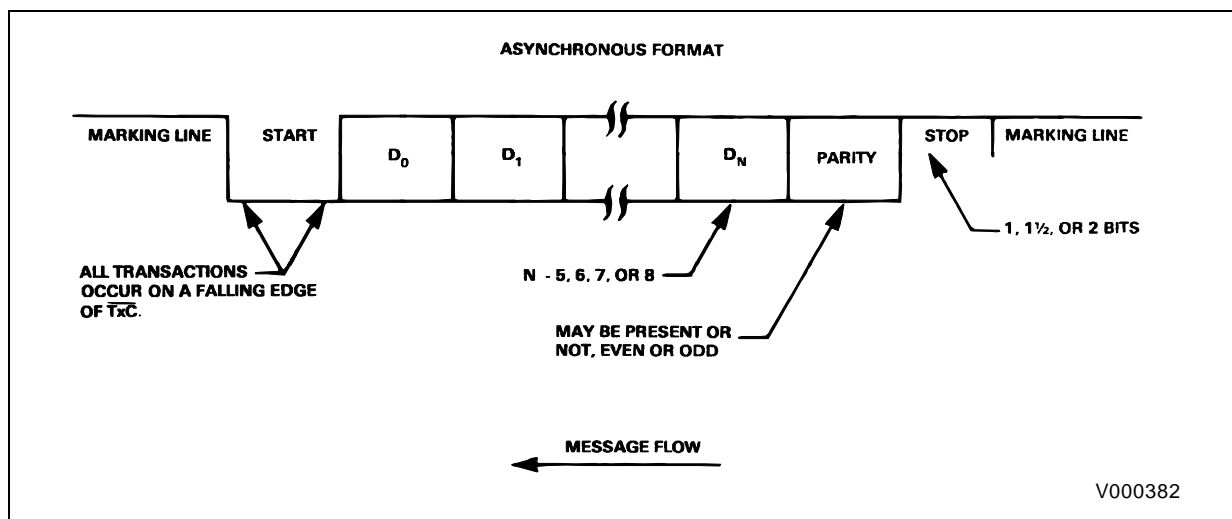 ASYNCHRONOUS FORMAT
MARKING LINE
START
D0
D1
DN
PARITY
STOP
MARKING LINE
1, 1½, OR 2 BITS
ALL TRANSACTIONS
OCCUR ON A FALLING EDGE
OF T̅x̅C̅.
N - 5, 6, 7, OR 8
MAY BE PRESENT OR
NOT, EVEN OR ODD
MESSAGE FLOW
V000382